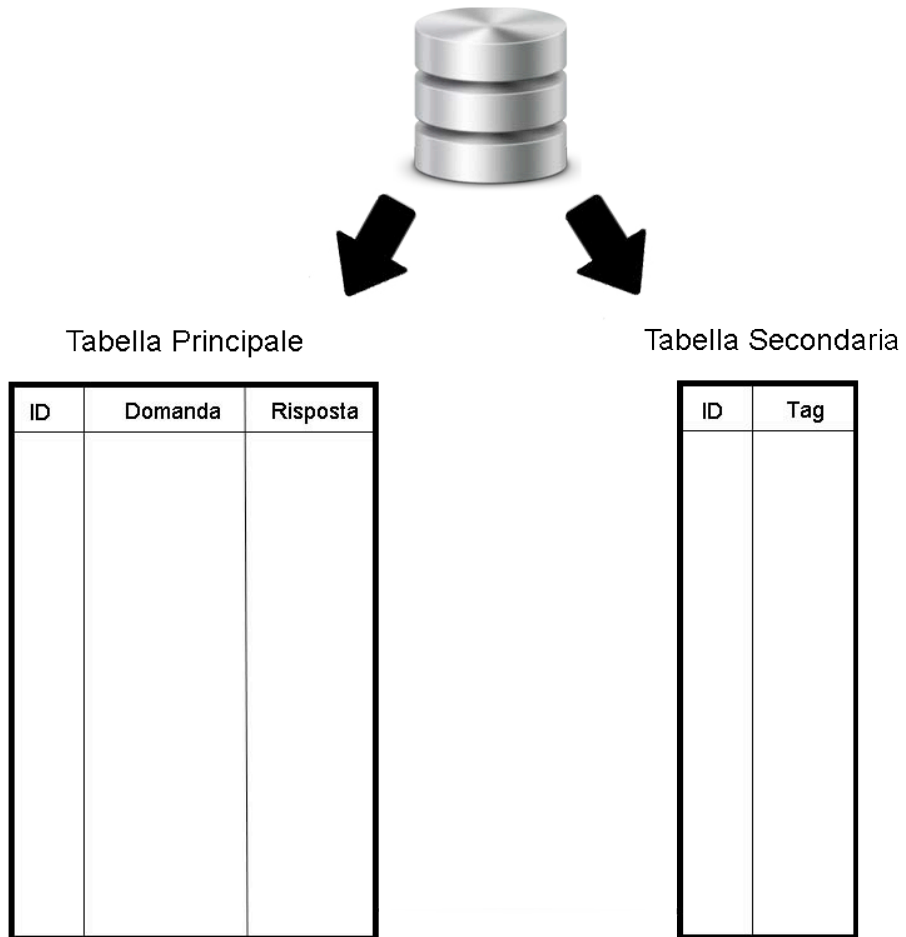 Tabella Principale
Tabella Secondaria
ID Domanda Risposta
ID Tag